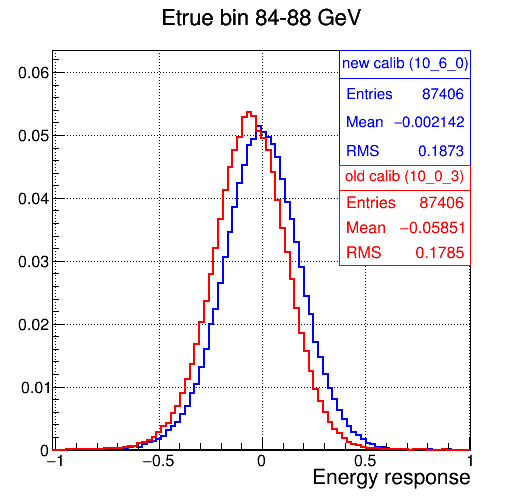 Etrue bin 84-88 GeV
new calib (10_6_0)
Entries 87406
Mean −0.002142
RMS 0.1873
old calib (10_0_3)
Entries 87406
Mean −0.05851
RMS 0.1785
0.06
0.05
0.04
0.03
0.02
0.01
0
−1 −0.5 0 0.5 1
Energy response